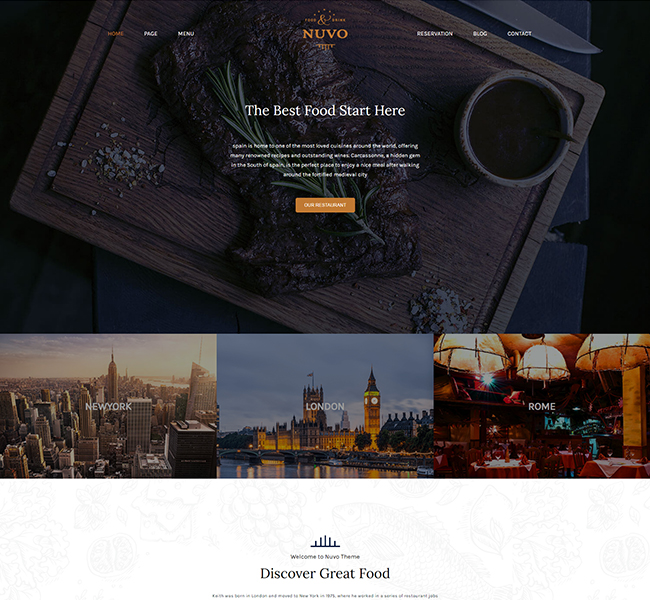 FOOD & DRINK
HOME PAGE MENU NUVO RESERVATION BLOG CONTACT
The Best Food Start Here
spain is home to one of the most loved cuisines around the world, offering
many renowned recipes and outstanding wines. Carcassonne, a hidden gem
in the South of spain, is the perfect place to enjoy a nice meal after walking
around the fortified medieval city
OUR RESTAURANT
NEWYORK LONDON ROME
Welcome to Nuvo Theme
Discover Great Food
Keith was born in London and moved to New York in 1975, where he worked in a series of restaurant jobs